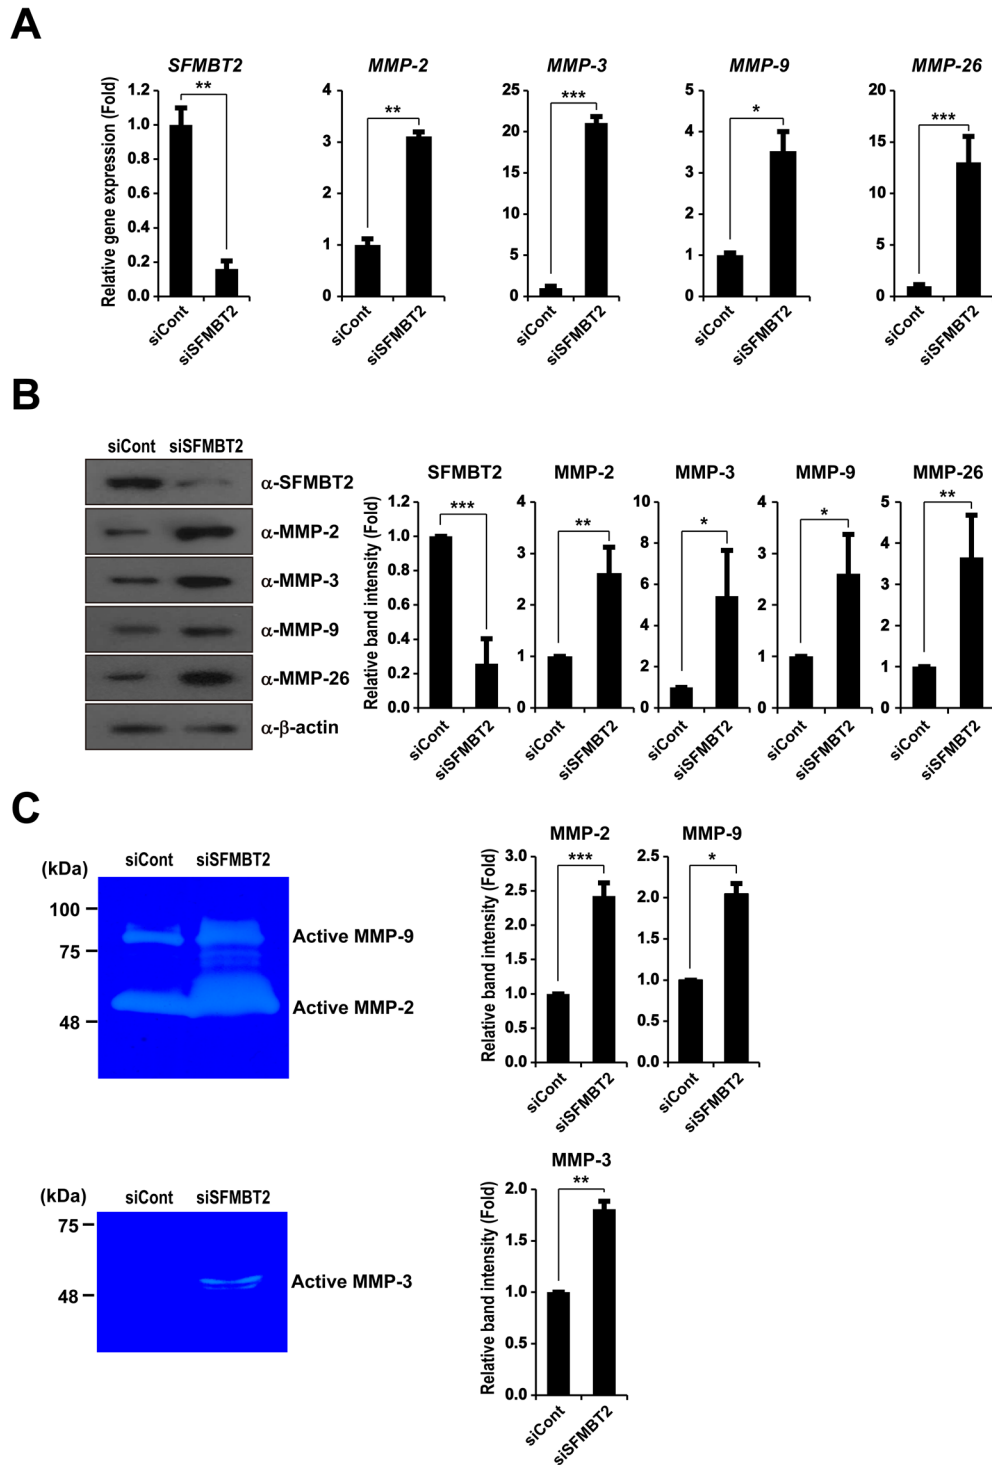 A
SFMBT2 MMP-2 MMP-3 MMP-9 MMP-26
Relative gene expression (Fold)
1.2 1.0 0.8 0.6 0.4 0.2 0.0
**
siCont siSFMBT2
4 3 2 1 0
**
siCont siSFMBT2
25 20 15 10 5 0
***
siCont siSFMBT2
5 4 3 2 1 0
*
siCont siSFMBT2
20 15 10 5 0
***
siCont siSFMBT2
B
siCont siSFMBT2
α-SFMBT2
α-MMP-2
α-MMP-3
α-MMP-9
α-MMP-26
α-β-actin
SFMBT2 MMP-2 MMP-3 MMP-9 MMP-26
Relative band intensity (Fold)
1.2 1.0 0.8 0.6 0.4 0.2 0.0
***
siCont siSFMBT2
4 3 2 1 0
**
siCont siSFMBT2
10 8 6 4 2 0
*
siCont siSFMBT2
4 3 2 1 0
*
siCont siSFMBT2
5 4 3 2 1 0
**
siCont siSFMBT2
C
(kDa) siCont siSFMBT2
100
75
48
Active MMP-9
Active MMP-2
MMP-2 MMP-9
Relative band intensity (Fold)
3.0 2.5 2.0 1.5 1.0 0.5 0.0
***
siCont siSFMBT2
2.5 2.0 1.5 1.0 0.5 0.0
*
siCont siSFMBT2
(kDa) siCont siSFMBT2
75
48
Active MMP-3
MMP-3
Relative band intensity (Fold)
2.0 1.5 1.0 0.5 0.0
**
siCont siSFMBT2